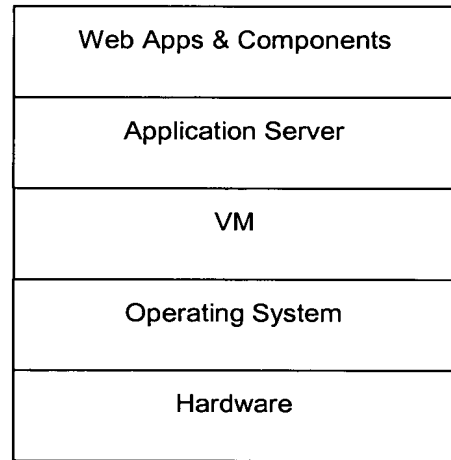 Web Apps & Components
Application Server
VM
Operating System
Hardware